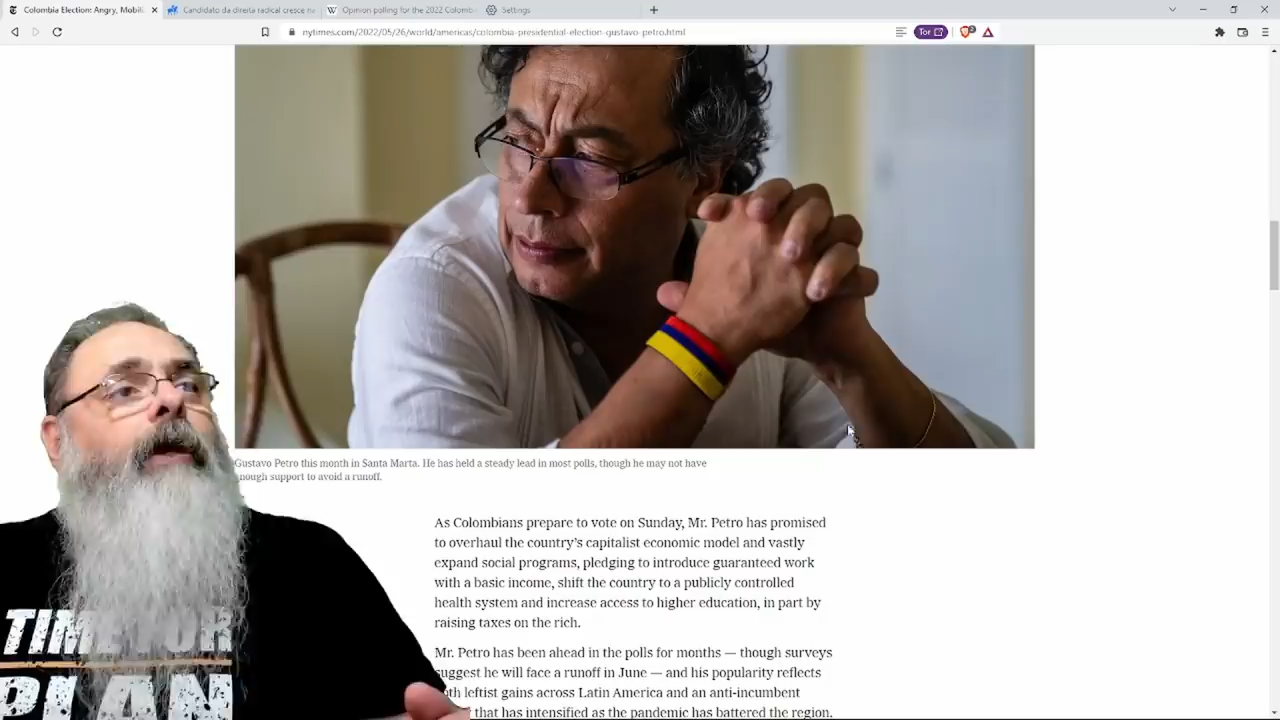 Colombia Election: Angry, Mobili
Candidato da direita radical cresce na
Opinion polling for the 2022 Colomb
Settings
nytimes.com/2022/05/26/world/americas/colombia-presidential-election-gustavo-petro.html
Tor
Gustavo Petro this month in Santa Marta. He has held a steady lead in most polls, though he may not have
enough support to avoid a runoff.
As Colombians prepare to vote on Sunday, Mr. Petro has promised
to overhaul the country's capitalist economic model and vastly
expand social programs, pledging to introduce guaranteed work
with a basic income, shift the country to a publicly controlled
health system and increase access to higher education, in part by
raising taxes on the rich.
Mr. Petro has been ahead in the polls for months — though surveys
suggest he will face a runoff in June — and his popularity reflects
both leftist gains across Latin America and an anti-incumbent
that has intensified as the pandemic has battered the region.
PLAN